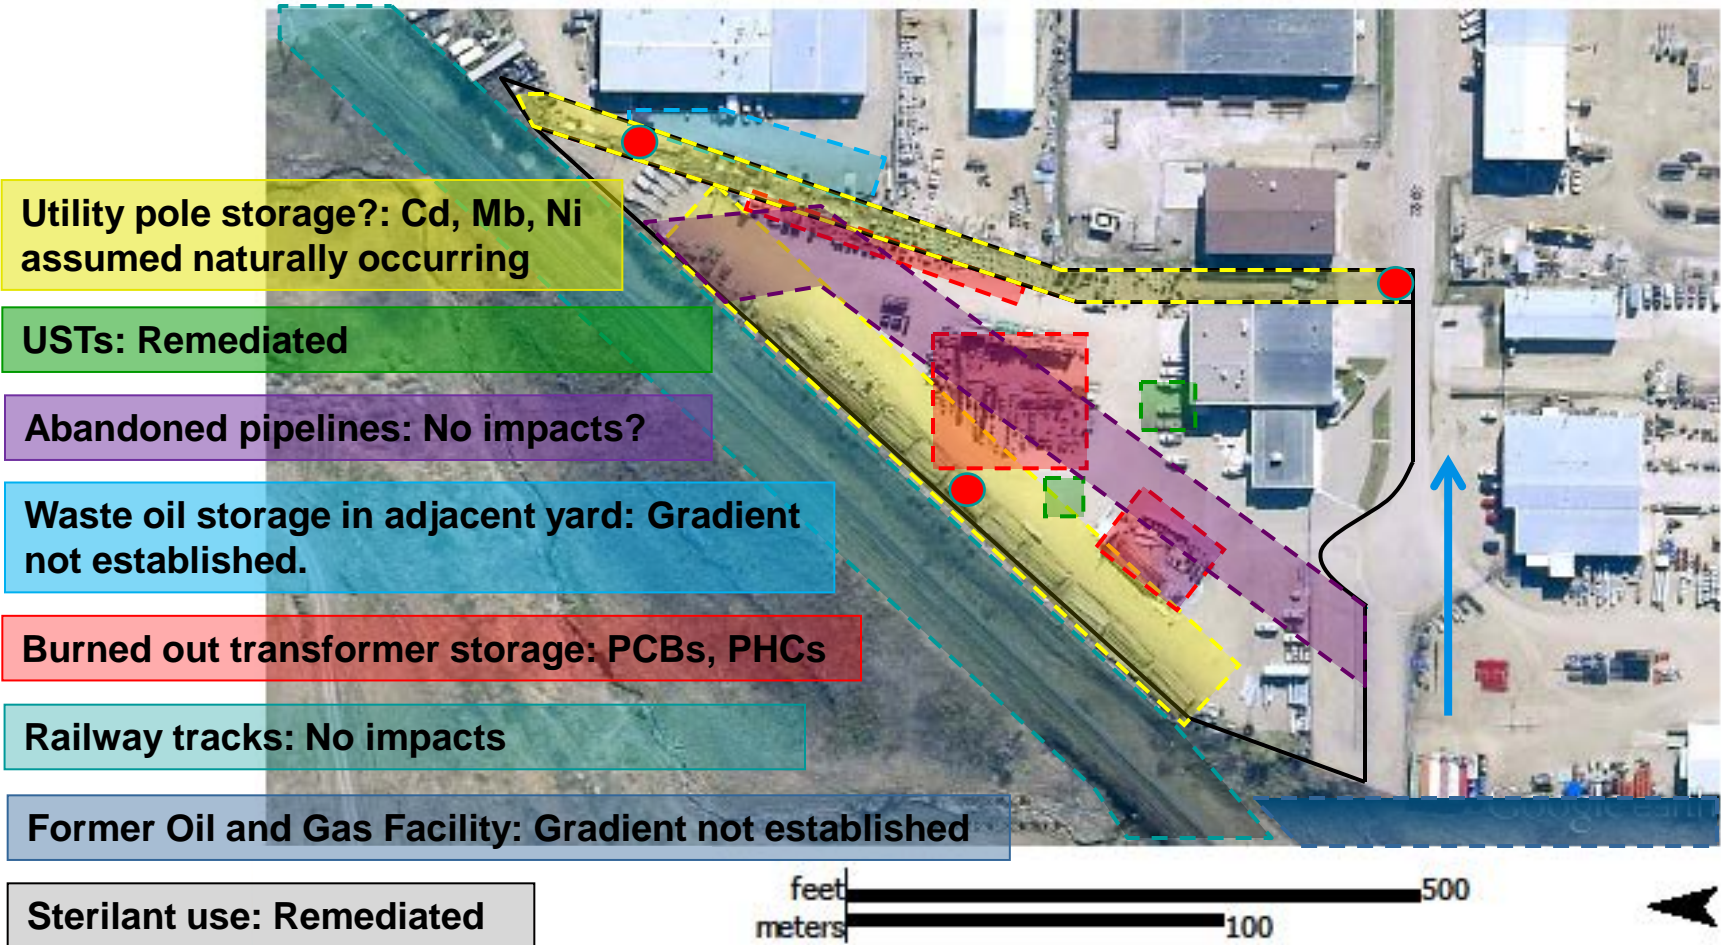 Utility pole storage?: Cd, Mb, Ni
assumed naturally occurring
USTs: Remediated
Abandoned pipelines: No impacts?
Waste oil storage in adjacent yard: Gradient
not established.
Burned out transformer storage: PCBs, PHCs
Railway tracks: No impacts
Former Oil and Gas Facility: Gradient not established
Sterilant use: Remediated
Google earth
feet 500
meters 100